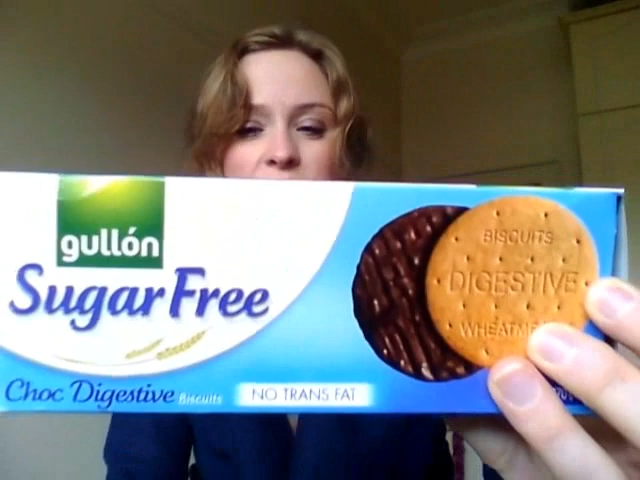 gullón
Sugar Free
Choc Digestive Biscuits
NO TRANS FAT
BISCUITS
DIGESTIVE